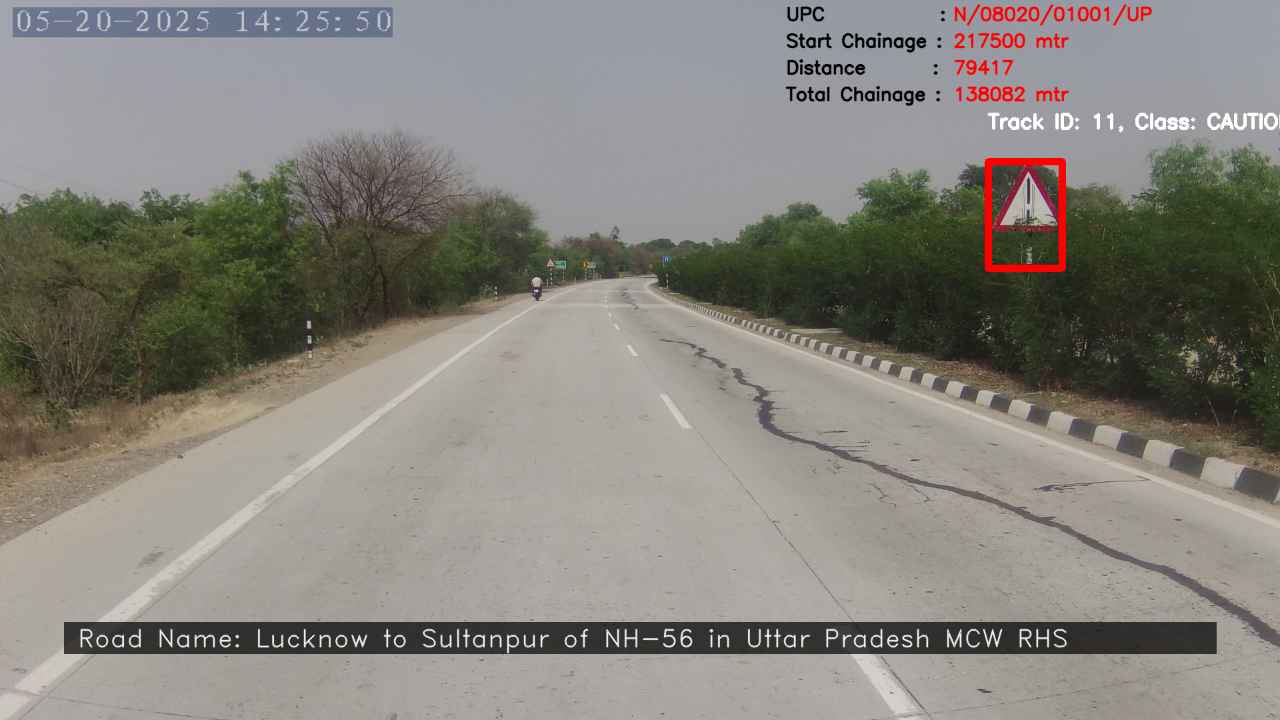 05-20-2025 14:25:50
UPC : N/08020/01001/UP
Start Chainage : 217500 mtr
Distance : 79417
Total Chainage : 138082 mtr
Track ID: 11, Class: CAUTIO
Road Name: Lucknow to Sultanpur of NH-56 in Uttar Pradesh MCW RHS